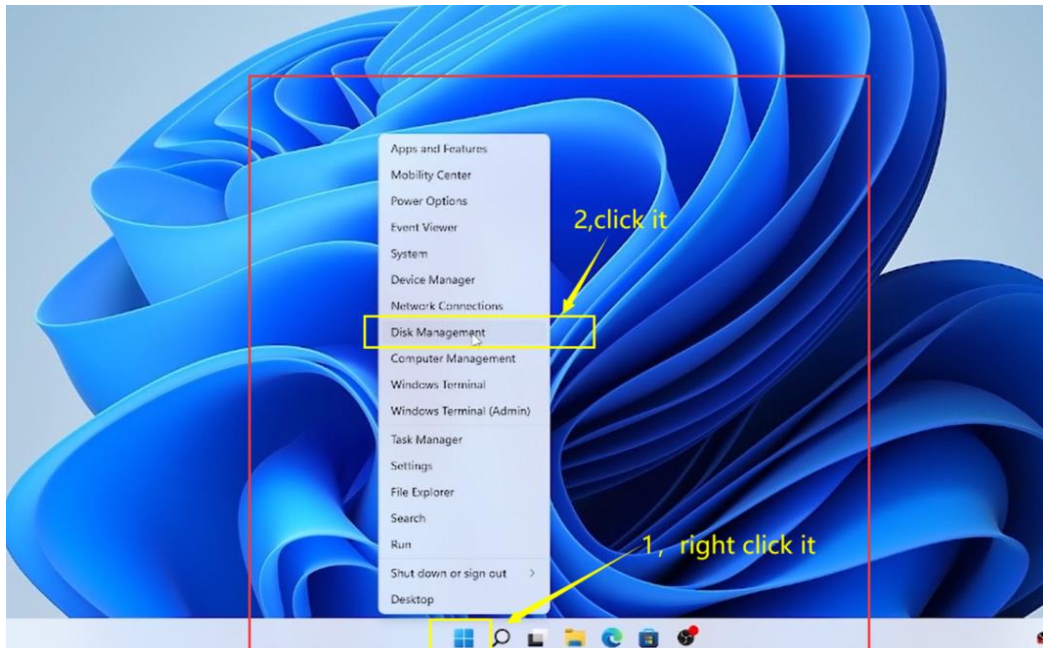 Apps and Features
Mobility Center
Power Options
2,click it
Event Viewer
System
Device Manager
Network Connections
Disk Management
Computer Management
Windows Terminal
Windows Terminal (Admin)
Task Manager
Settings
File Explorer
Search
Run
1, right click it
Shut down or sign out
Desktop